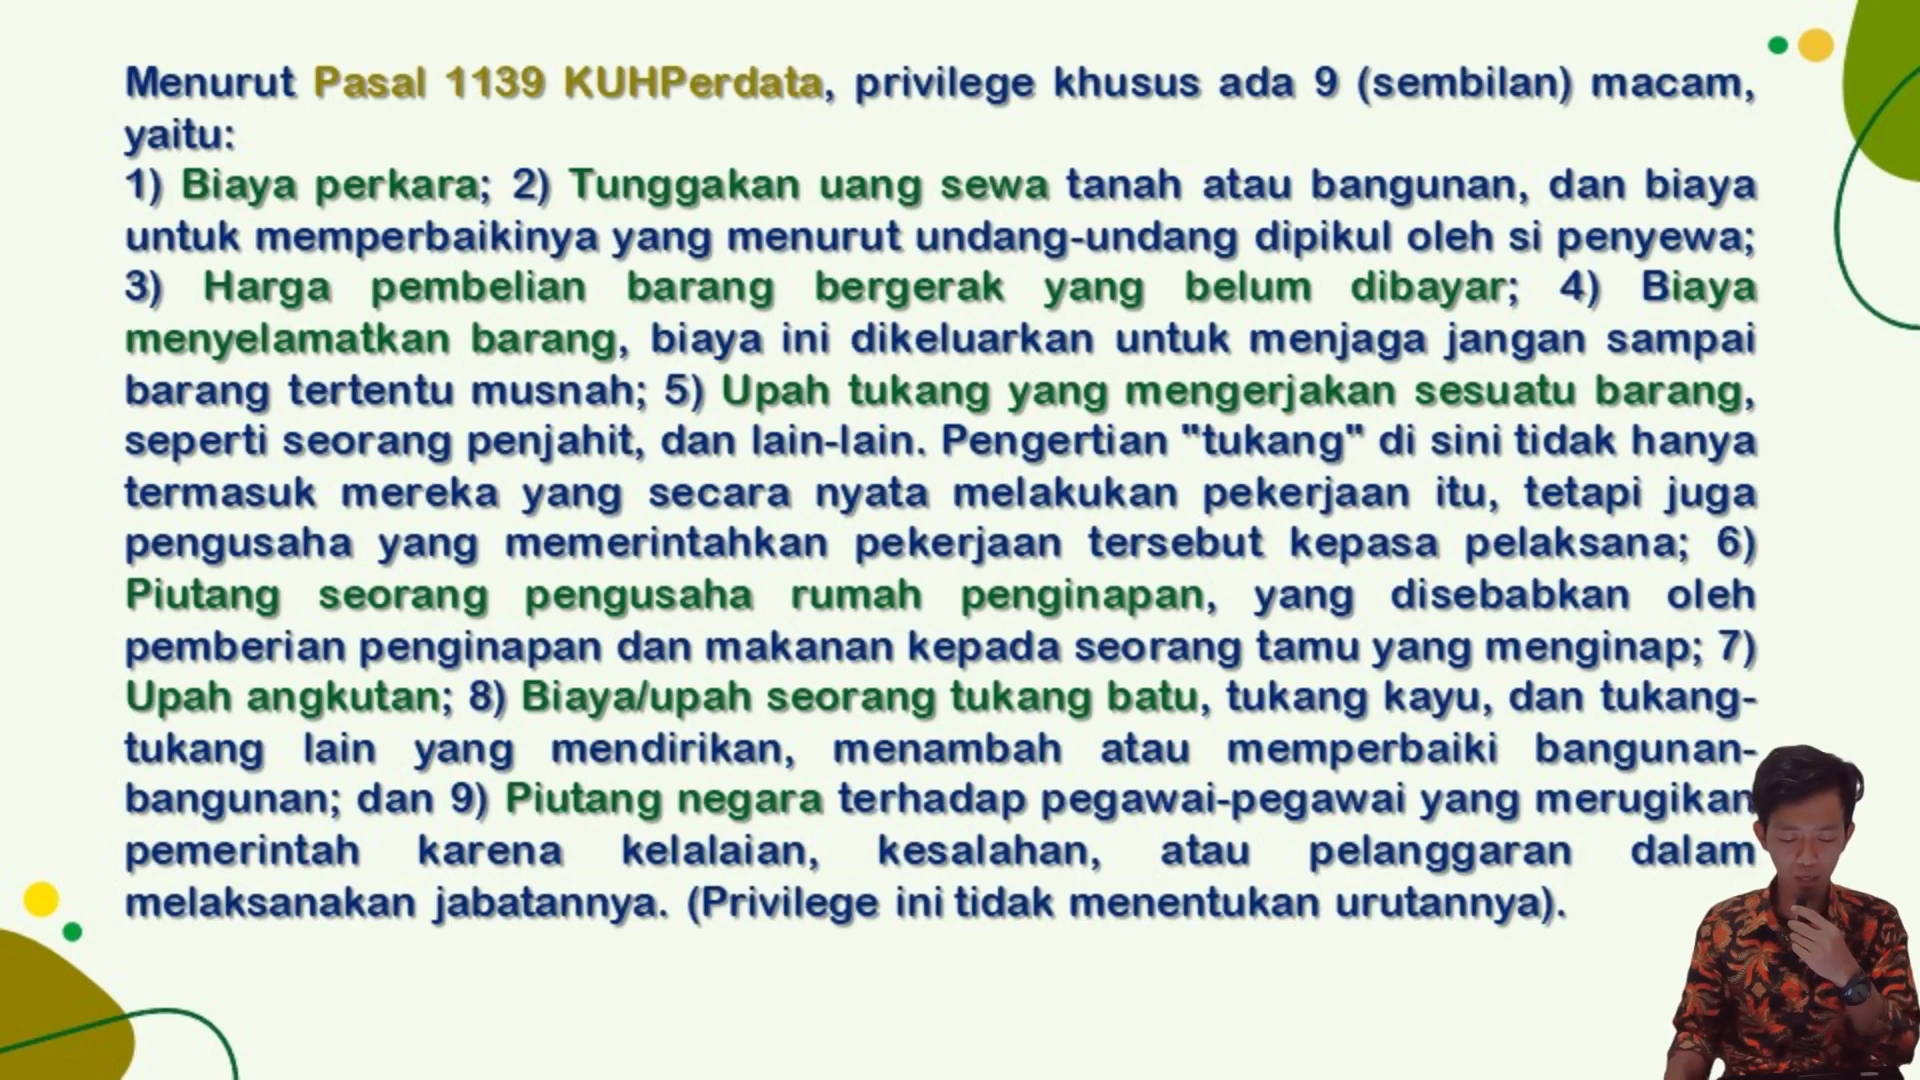 Menurut Pasal 1139 KUHPerdata, privilege khusus ada 9 (sembilan) macam,
yaitu:
1) Biaya perkara; 2) Tunggakan uang sewa tanah atau bangunan, dan biaya
untuk memperbaikinya yang menurut undang-undang dipikul oleh si penyewa;
3) Harga pembelian barang bergerak yang belum dibayar; 4) Biaya
menyelamatkan barang, biaya ini dikeluarkan untuk menjaga jangan sampai
barang tertentu musnah; 5) Upah tukang yang mengerjakan sesuatu barang,
seperti seorang penjahit, dan lain-lain. Pengertian "tukang" di sini tidak hanya
termasuk mereka yang secara nyata melakukan pekerjaan itu, tetapi juga
pengusaha yang memerintahkan pekerjaan tersebut kepasa pelaksana; 6)
Piutang seorang pengusaha rumah penginapan, yang disebabkan oleh
pemberian penginapan dan makanan kepada seorang tamu yang menginap; 7)
Upah angkutan; 8) Biaya/upah seorang tukang batu, tukang kayu, dan tukang-
tukang lain yang mendirikan, menambah atau memperbaiki bangunan-
bangunan; dan 9) Piutang negara terhadap pegawai-pegawai yang merugikan
pemerintah karena kelalaian, kesalahan, atau pelanggaran dalam
melaksanakan jabatannya. (Privilege ini tidak menentukan urutannya).